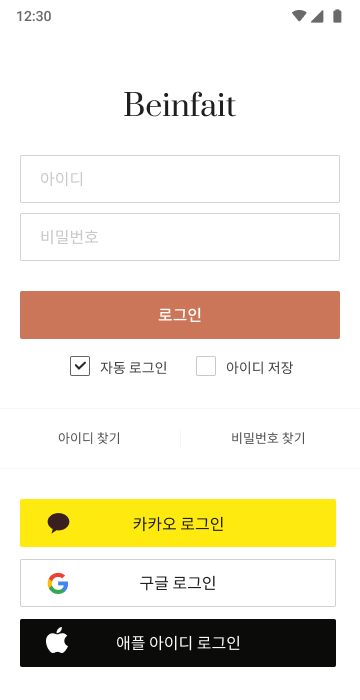 12:30
Beinfait
아이디
비밀번호
로그인
자동 로그인 아이디 저장
아이디 찾기 비밀번호 찾기
카카오 로그인
구글 로그인
애플 아이디 로그인